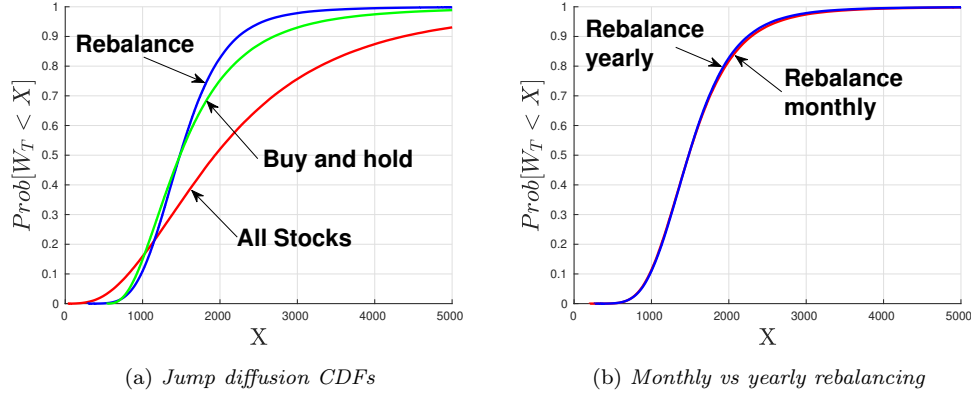 1
0.9
0.8
0.7
0.6
0.5
0.4
0.3
0.2
0.1
0
Prob[W_T < X]
Rebalance
Buy and hold
All Stocks
0 1000 2000 3000 4000 5000
X
(a) Jump diffusion CDFs
1
0.9
0.8
0.7
0.6
0.5
0.4
0.3
0.2
0.1
0
Prob[W_T < X]
Rebalance
yearly
Rebalance
monthly
0 1000 2000 3000 4000 5000
X
(b) Monthly vs yearly rebalancing